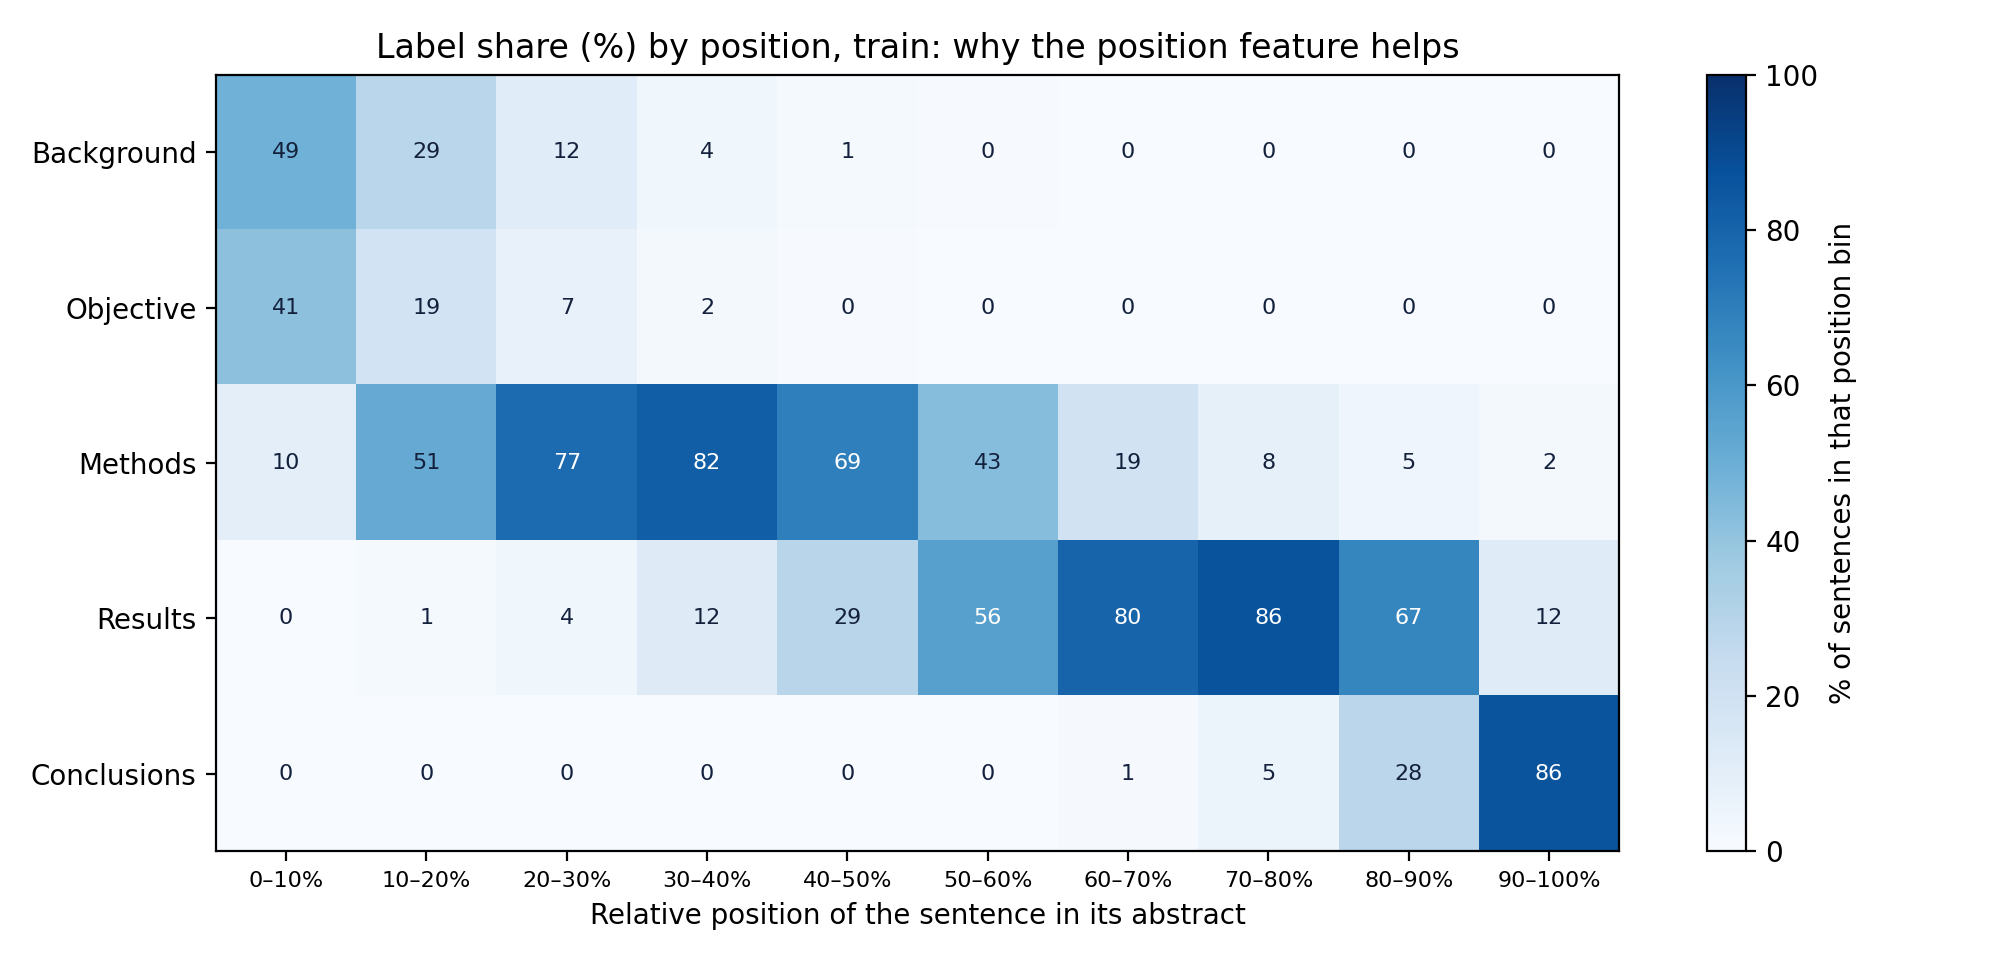 Label share (%) by position, train: why the position feature helps
Background 49 29 12 4 1 0 0 0 0 0
Objective 41 19 7 2 0 0 0 0 0 0
Methods 10 51 77 82 69 43 19 8 5 2
Results 0 1 4 12 29 56 80 86 67 12
Conclusions 0 0 0 0 0 0 1 5 28 86
0–10% 10–20% 20–30% 30–40% 40–50% 50–60% 60–70% 70–80% 80–90% 90–100%
Relative position of the sentence in its abstract
100
80
60
40
20
0
% of sentences in that position bin